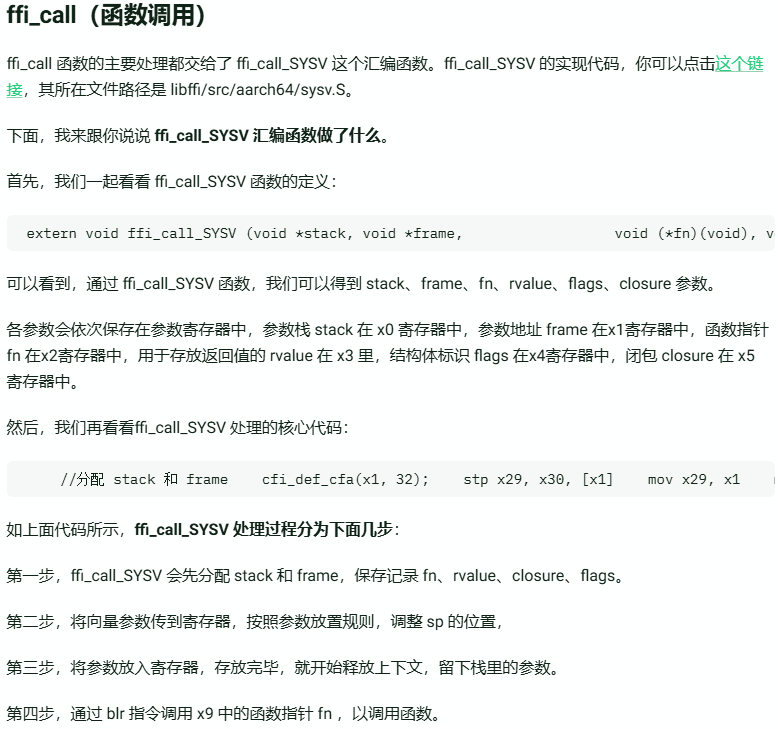 ffi_call（函数调用）
ffi_call 函数的主要处理都交给了 ffi_call_SYSV 这个汇编函数。ffi_call_SYSV 的实现代码，你可以点击这个链
接，其所在文件路径是 libffi/src/aarch64/sysv.S。
下面，我来跟你说说 ffi_call_SYSV 汇编函数做了什么。
首先，我们一起看看 ffi_call_SYSV 函数的定义：
extern void ffi_call_SYSV (void *stack, void *frame,                  void (*fn)(void), v
可以看到，通过 ffi_call_SYSV 函数，我们可以得到 stack、frame、fn、rvalue、flags、closure 参数。
各参数会依次保存在参数寄存器中，参数栈 stack 在 x0 寄存器中，参数地址 frame 在x1寄存器中，函数指针
fn 在x2寄存器中，用于存放返回值的 rvalue 在 x3 里，结构体标识 flags 在x4寄存器中，闭包 closure 在 x5
寄存器中。
然后，我们再看看ffi_call_SYSV 处理的核心代码：
//分配 stack 和 frame    cfi_def_cfa(x1, 32);    stp x29, x30, [x1]    mov x29, x1
如上面代码所示，ffi_call_SYSV 处理过程分为下面几步：
第一步，ffi_call_SYSV 会先分配 stack 和 frame，保存记录 fn、rvalue、closure、flags。
第二步，将向量参数传到寄存器，按照参数放置规则，调整 sp 的位置，
第三步，将参数放入寄存器，存放完毕，就开始释放上下文，留下栈里的参数。
第四步，通过 blr 指令调用 x9 中的函数指针 fn ，以调用函数。